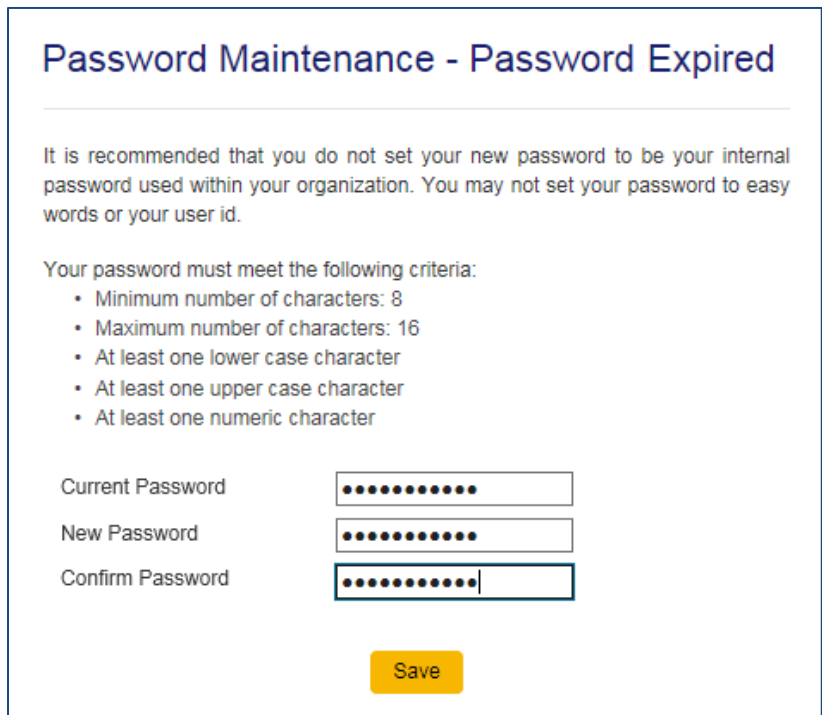 Password Maintenance - Password Expired
It is recommended that you do not set your new password to be your internal
password used within your organization. You may not set your password to easy
words or your user id.
Your password must meet the following criteria:
• Minimum number of characters: 8
• Maximum number of characters: 16
• At least one lower case character
• At least one upper case character
• At least one numeric character
Current Password •••••••••••
New Password •••••••••••
Confirm Password •••••••••••
Save